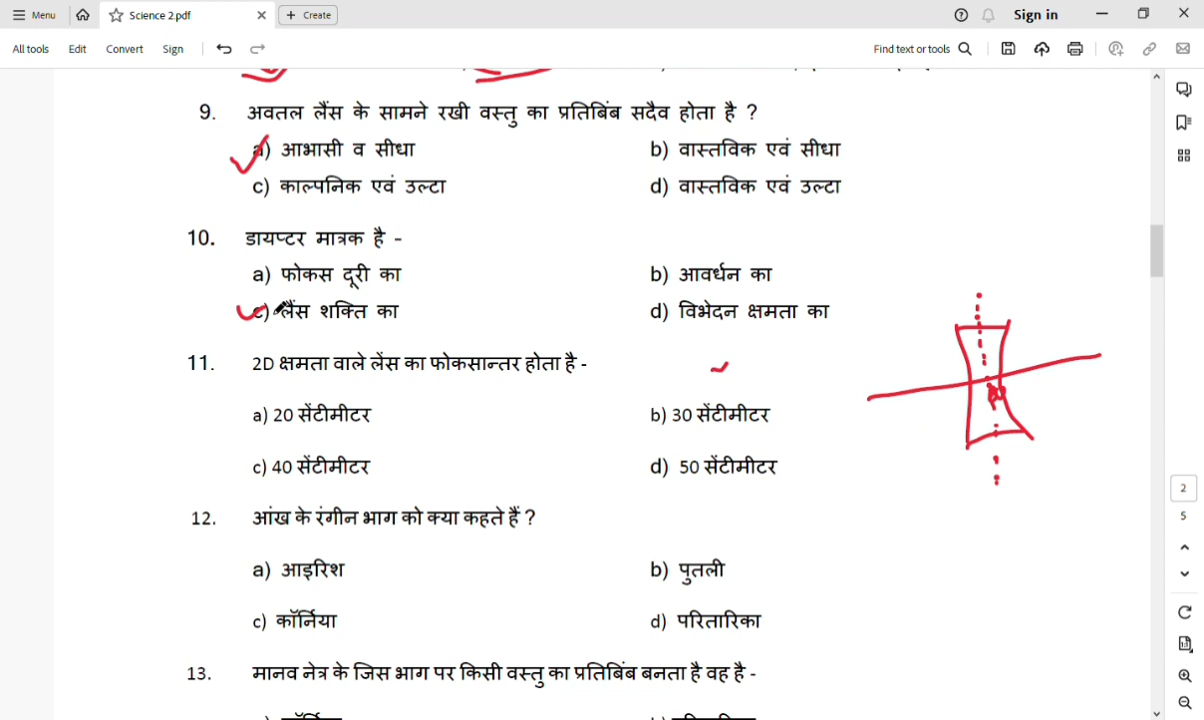 Menu Science 2.pdf Create Sign in
All tools Edit Convert Sign Find text or tools
9. अवतल लैंस के सामने रखी वस्तु का प्रतिबिंब सदैव होता है ?
a) आभासी व सीधा b) वास्तविक एवं सीधा
c) काल्पनिक एवं उल्टा d) वास्तविक एवं उल्टा
10. डायप्टर मात्रक है -
a) फोकस दूरी का b) आवर्धन का
c) लैंस शक्ति का d) विभेदन क्षमता का
11. 2D क्षमता वाले लेंस का फोकसान्तर होता है -
a) 20 सेंटीमीटर b) 30 सेंटीमीटर
c) 40 सेंटीमीटर d) 50 सेंटीमीटर
2
5
12. आंख के रंगीन भाग को क्या कहते हैं ?
a) आइरिश b) पुतली
c) कॉर्निया d) परितारिका
13. मानव नेत्र के जिस भाग पर किसी वस्तु का प्रतिबिंब बनता है वह है -